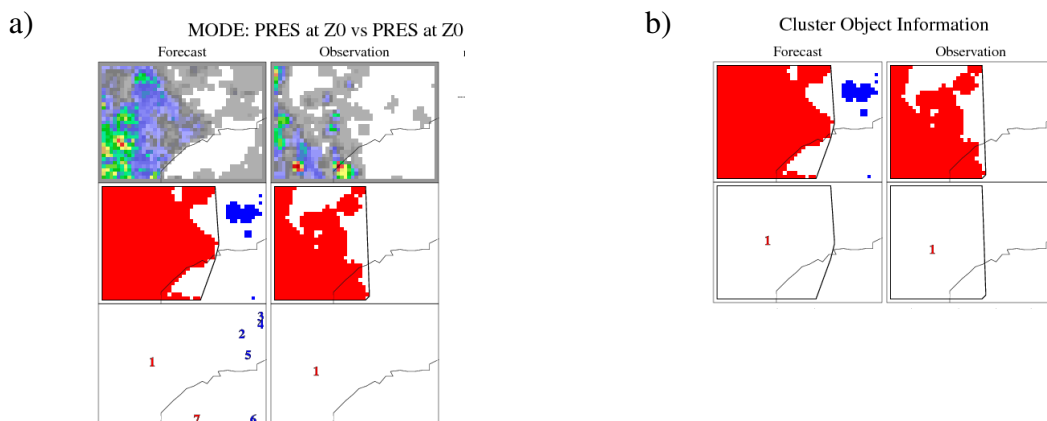 a)
MODE: PRES at Z0 vs PRES at Z0
Forecast
Observation
1
2
3
4
5
6
7
1
b)
Cluster Object Information
Forecast
Observation
1
1